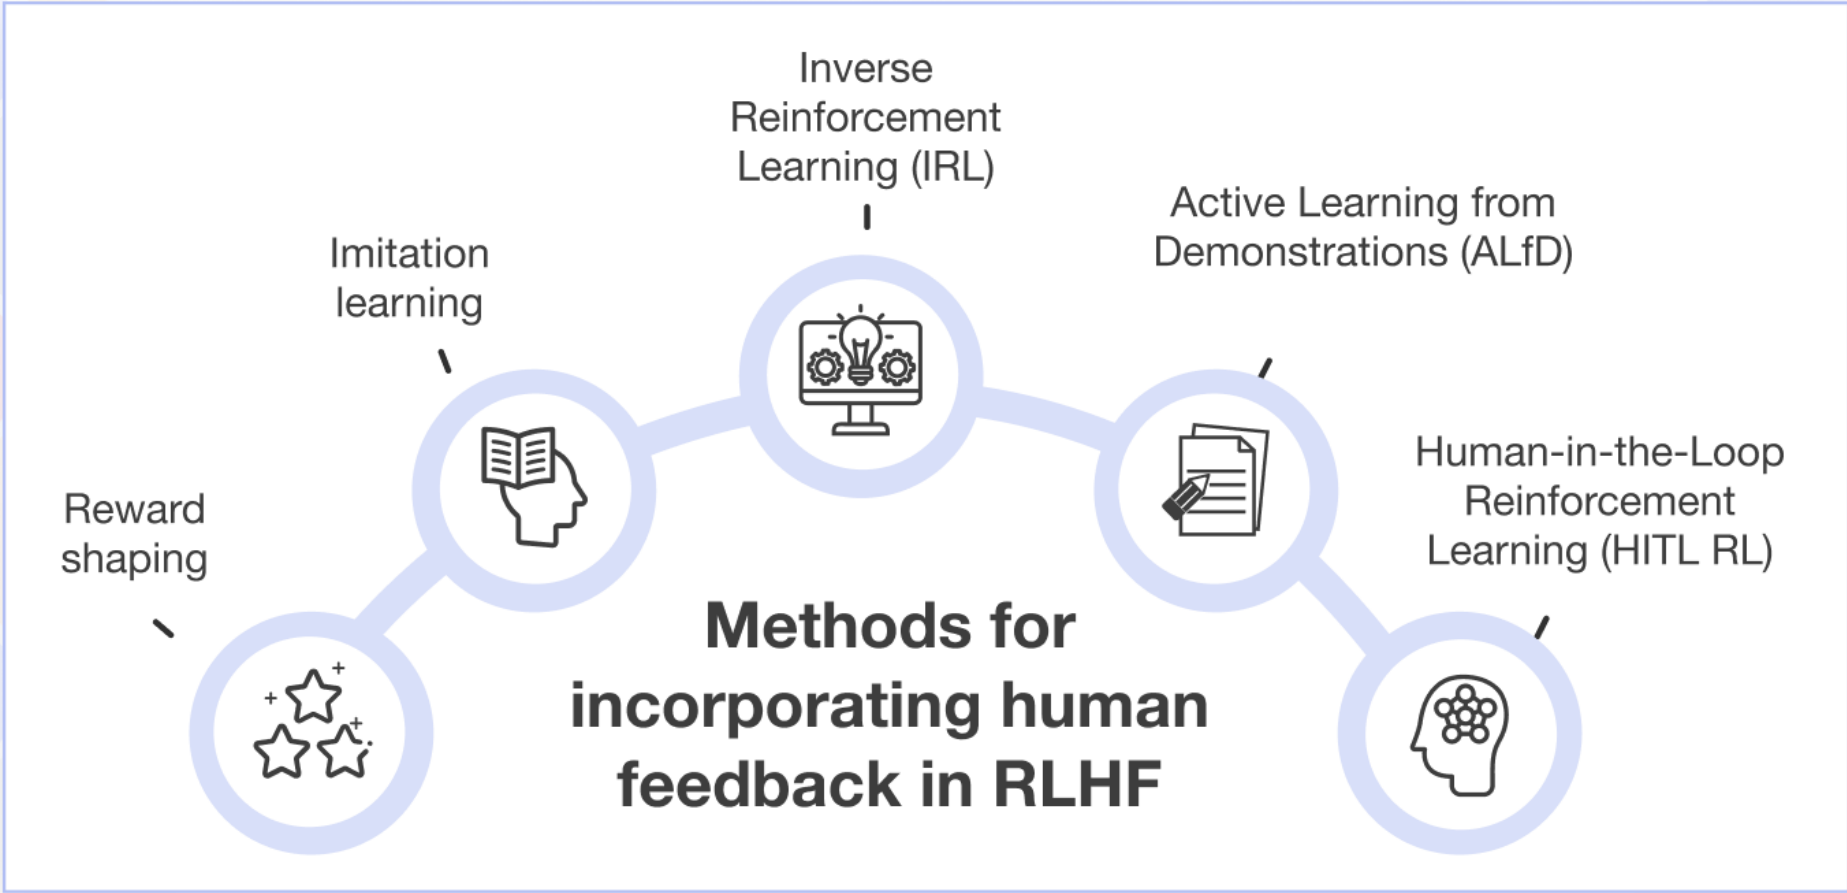 Reward
shaping
Imitation
learning
Inverse
Reinforcement
Learning (IRL)
Active Learning from
Demonstrations (ALfD)
Human-in-the-Loop
Reinforcement
Learning (HITL RL)
Methods for
incorporating human
feedback in RLHF